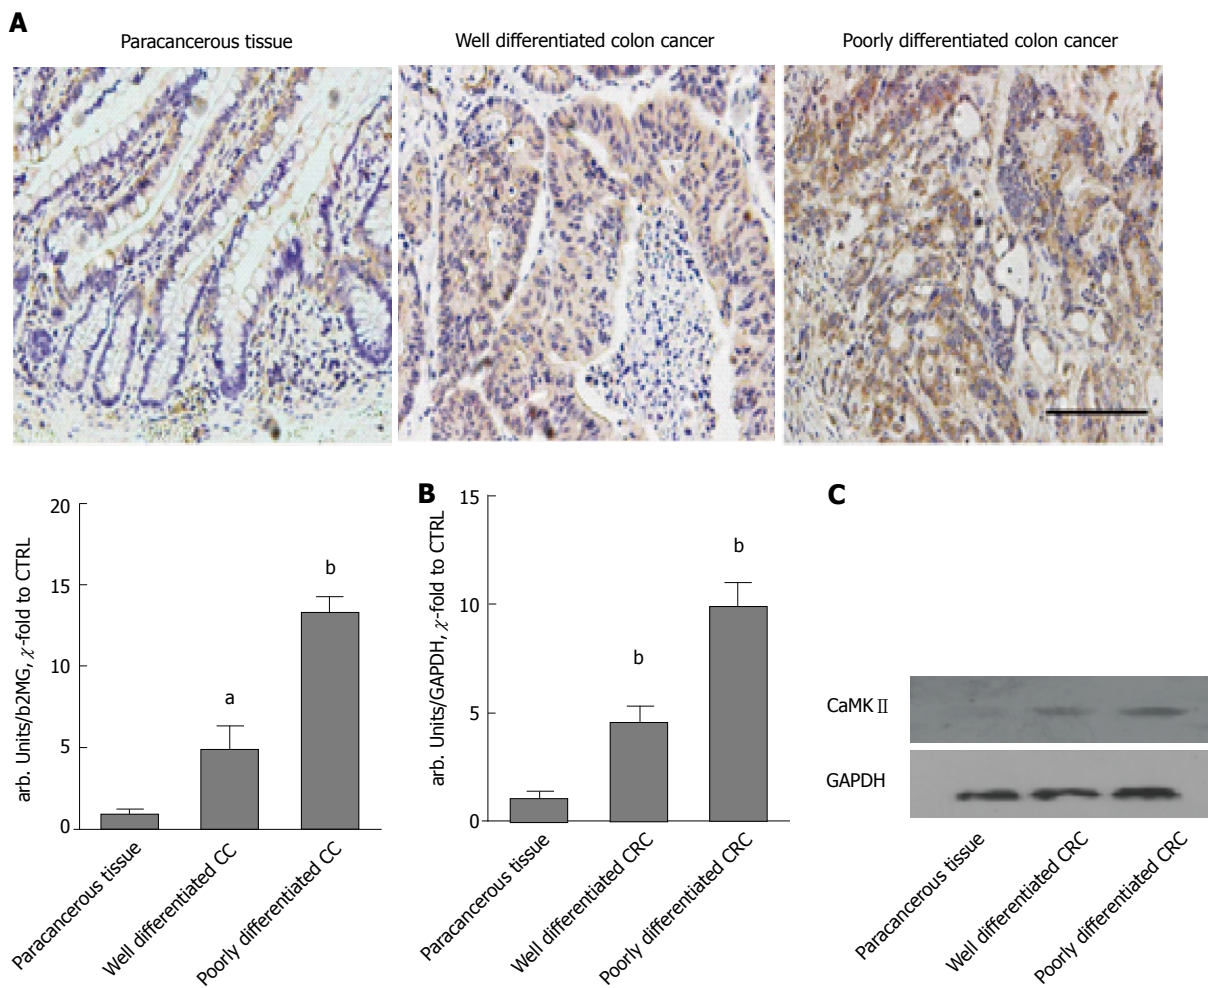 A
Paracancerous tissue
Well differentiated colon cancer
Poorly differentiated colon cancer
arb. Units/b2MG, χ-fold to CTRL
20
15
10
5
0
a
b
Paracancerous tissue
Well differentiated CC
Poorly differentiated CC
B
arb. Units/GAPDH, χ-fold to CTRL
15
10
5
0
b
b
Paracancerous tissue
Well differentiated CRC
Poorly differentiated CRC
C
CaMK Ⅱ
GAPDH
Paracancerous tissue
Well differentiated CRC
Poorly differentiated CRC